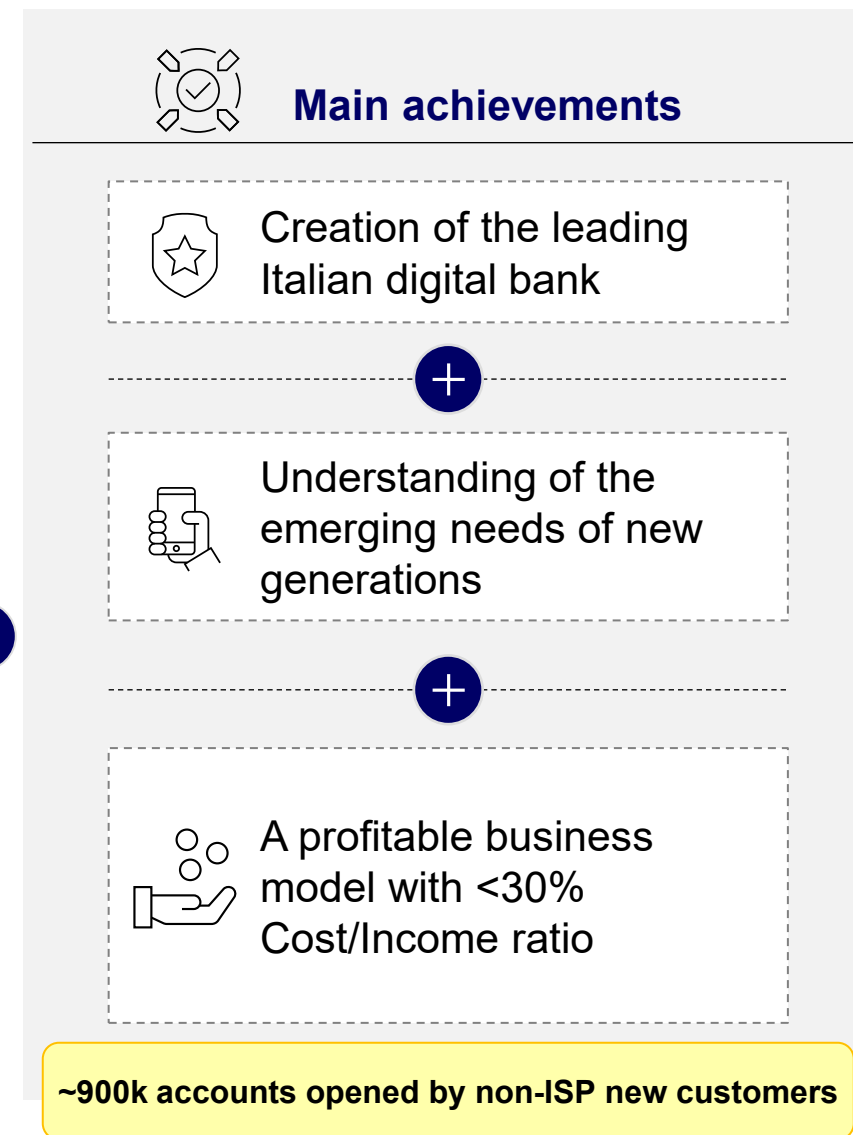 Main achievements
Creation of the leading
Italian digital bank
Understanding of the
emerging needs of new
generations
A profitable business
model with <30%
Cost/Income ratio
~900k accounts opened by non-ISP new customers